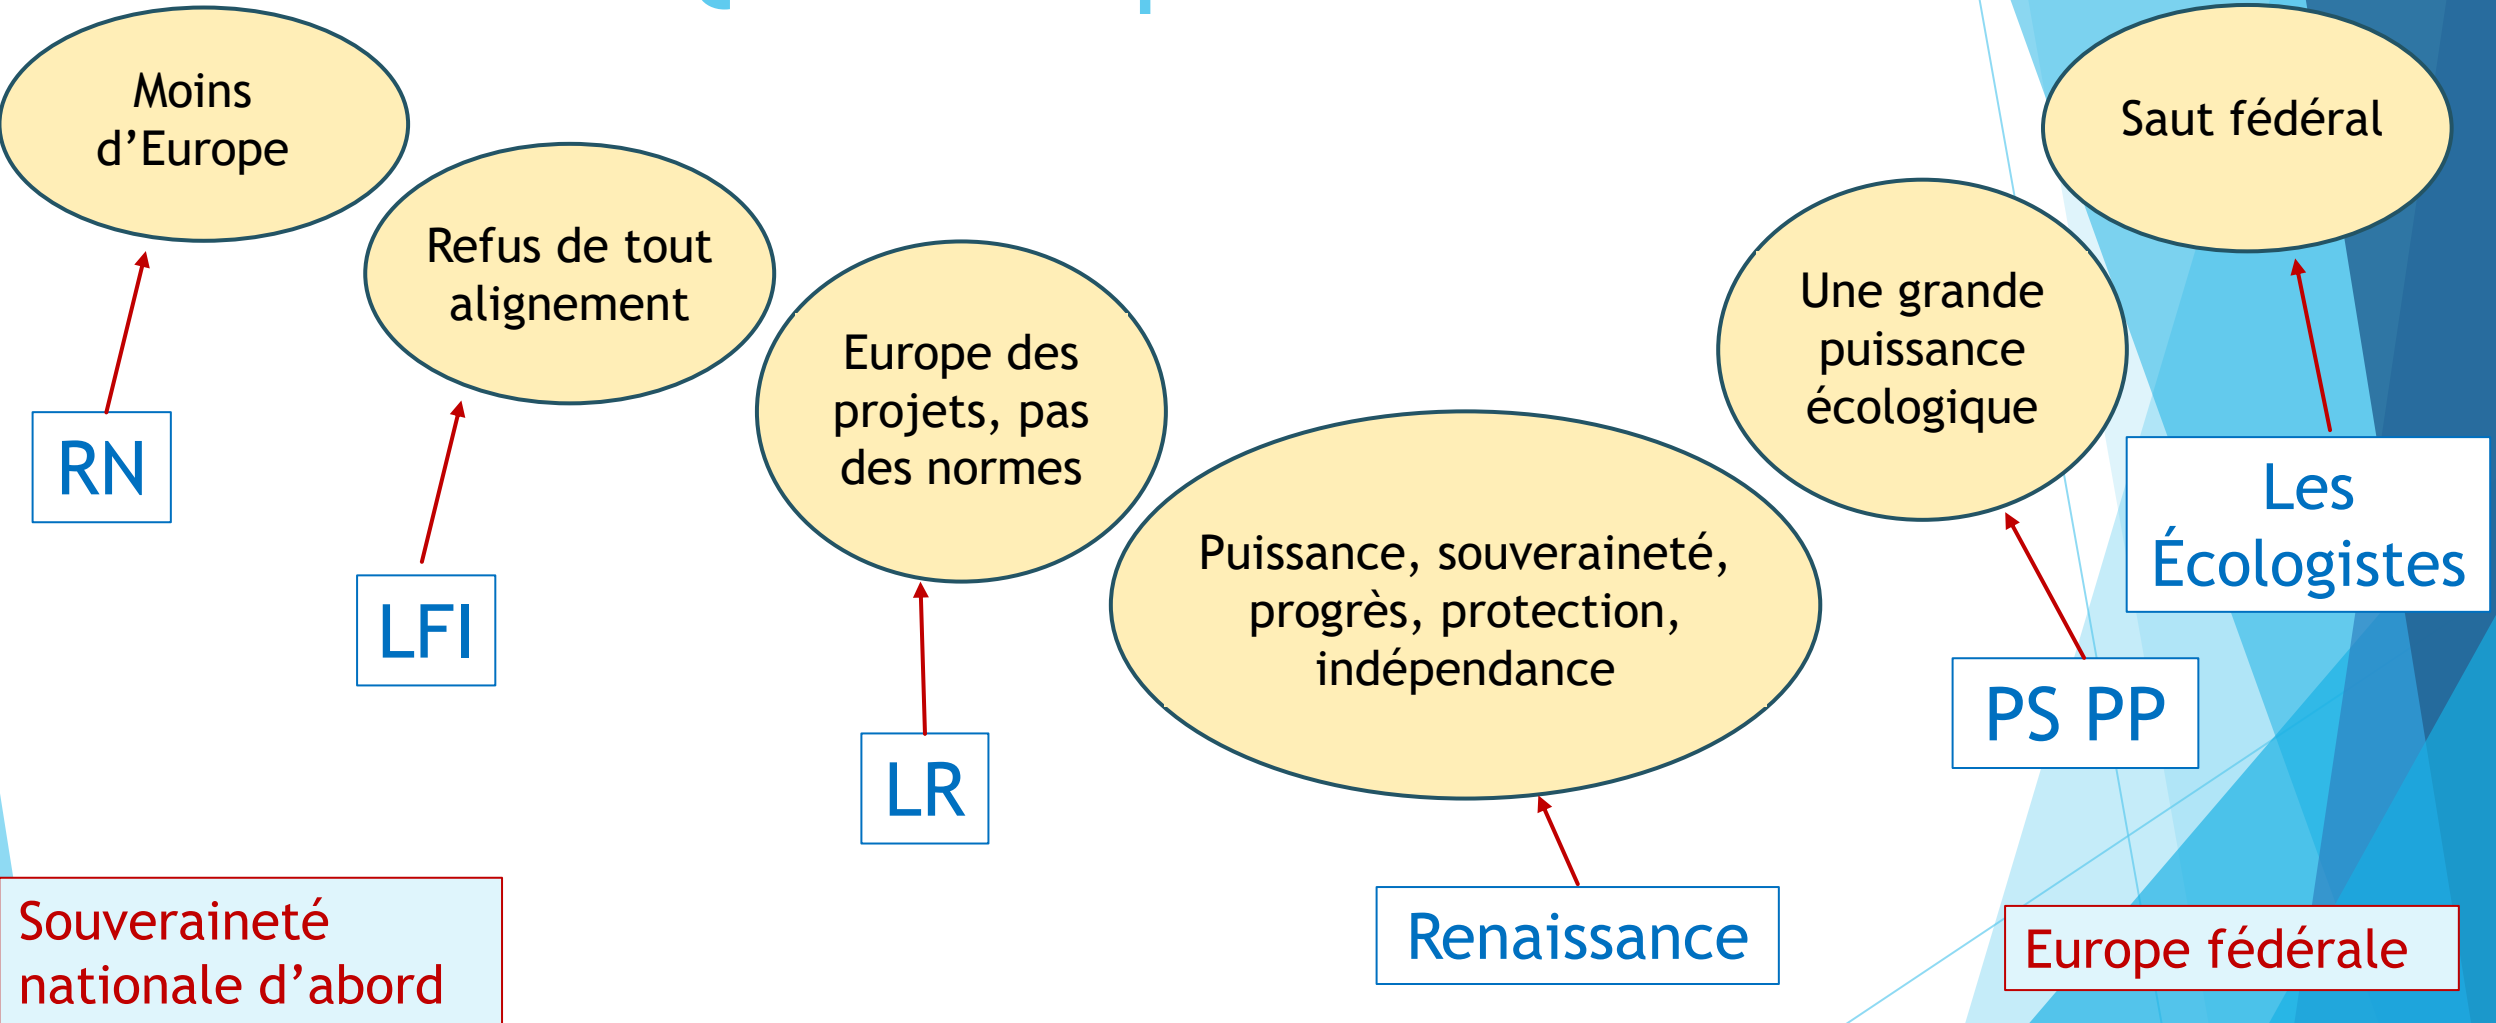 Moins
d’Europe
RN
Refus de tout
alignement
LFI
Europe des
projets, pas
des normes
LR
Puissance, souveraineté,
progrès, protection,
indépendance
Renaissance
Une grande
puissance
écologique
PS PP
Saut fédéral
Les
Écologistes
Souveraineté
nationale d’abord
Europe fédérale